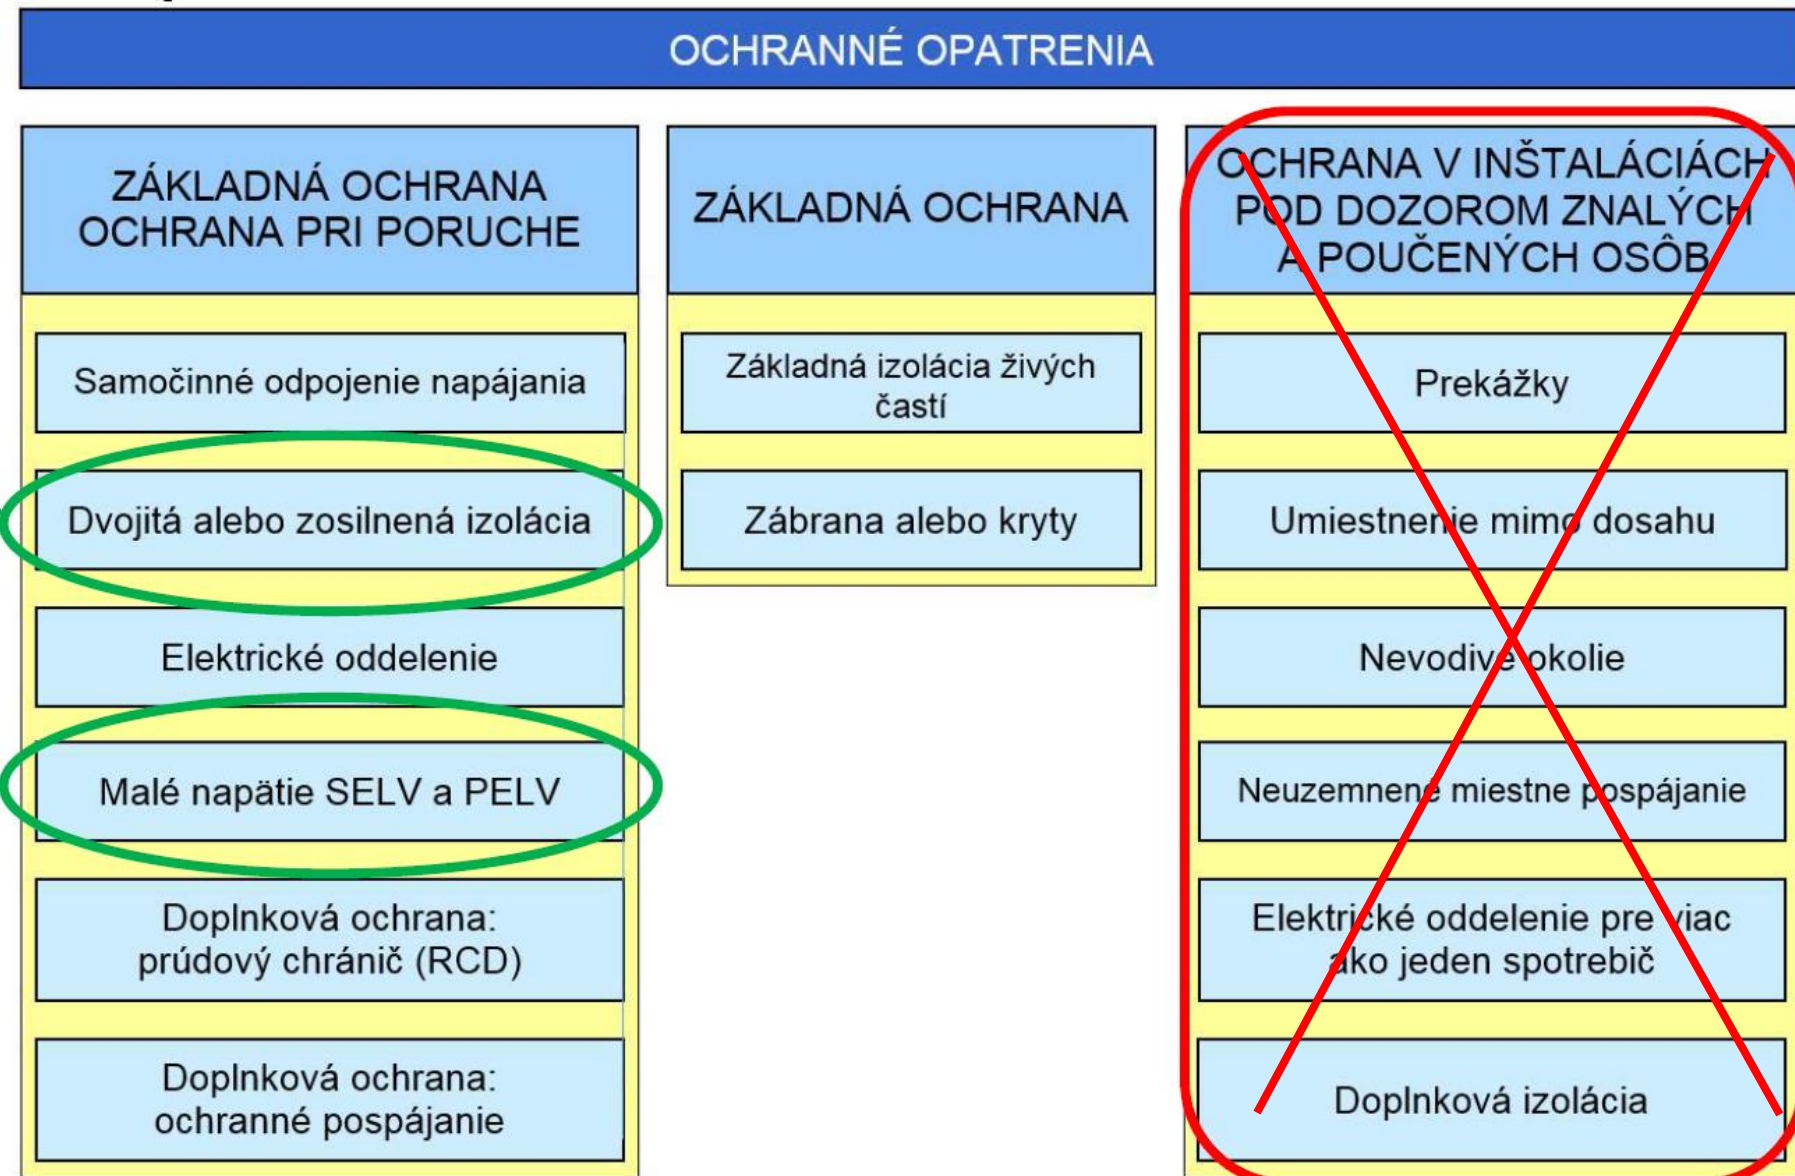 OCHRANNÉ OPATRENIA
ZÁKLADNÁ OCHRANA
OCHRANA PRI PORUCHE
Samočinné odpojenie napájania
Dvojitá alebo zosilnená izolácia
Elektrické oddelenie
Malé napätie SELV a PELV
Doplnková ochrana:
prúdový chránič (RCD)
Doplnková ochrana:
ochranné pospájanie
ZÁKLADNÁ OCHRANA
Základná izolácia živých
častí
Zábrana alebo kryty
OCHRANA V INŠTALÁCIÁCH
POD DOZOROM ZNALÝCH
A POUČENÝCH OSÔB
Prekážky
Umiestnenie mimo dosahu
Nevodivé okolie
Neuzemnené miestne pospájanie
Elektrické oddelenie pre viac
ako jeden spotrebič
Doplnková izolácia